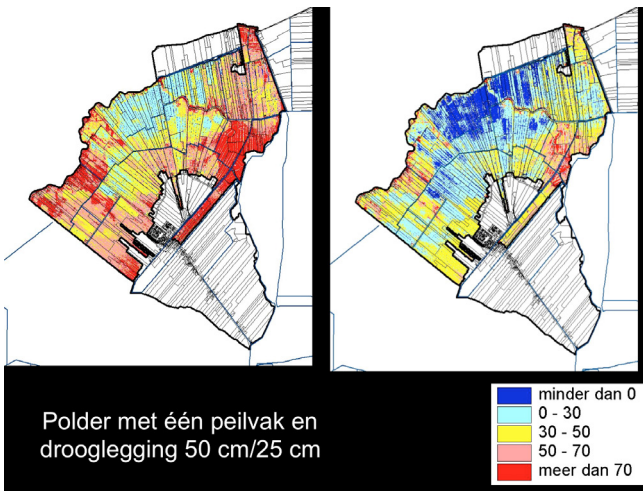 Polder met één peilvak en
drooglegging 50 cm/25 cm
minder dan 0
0 - 30
30 - 50
50 - 70
meer dan 70